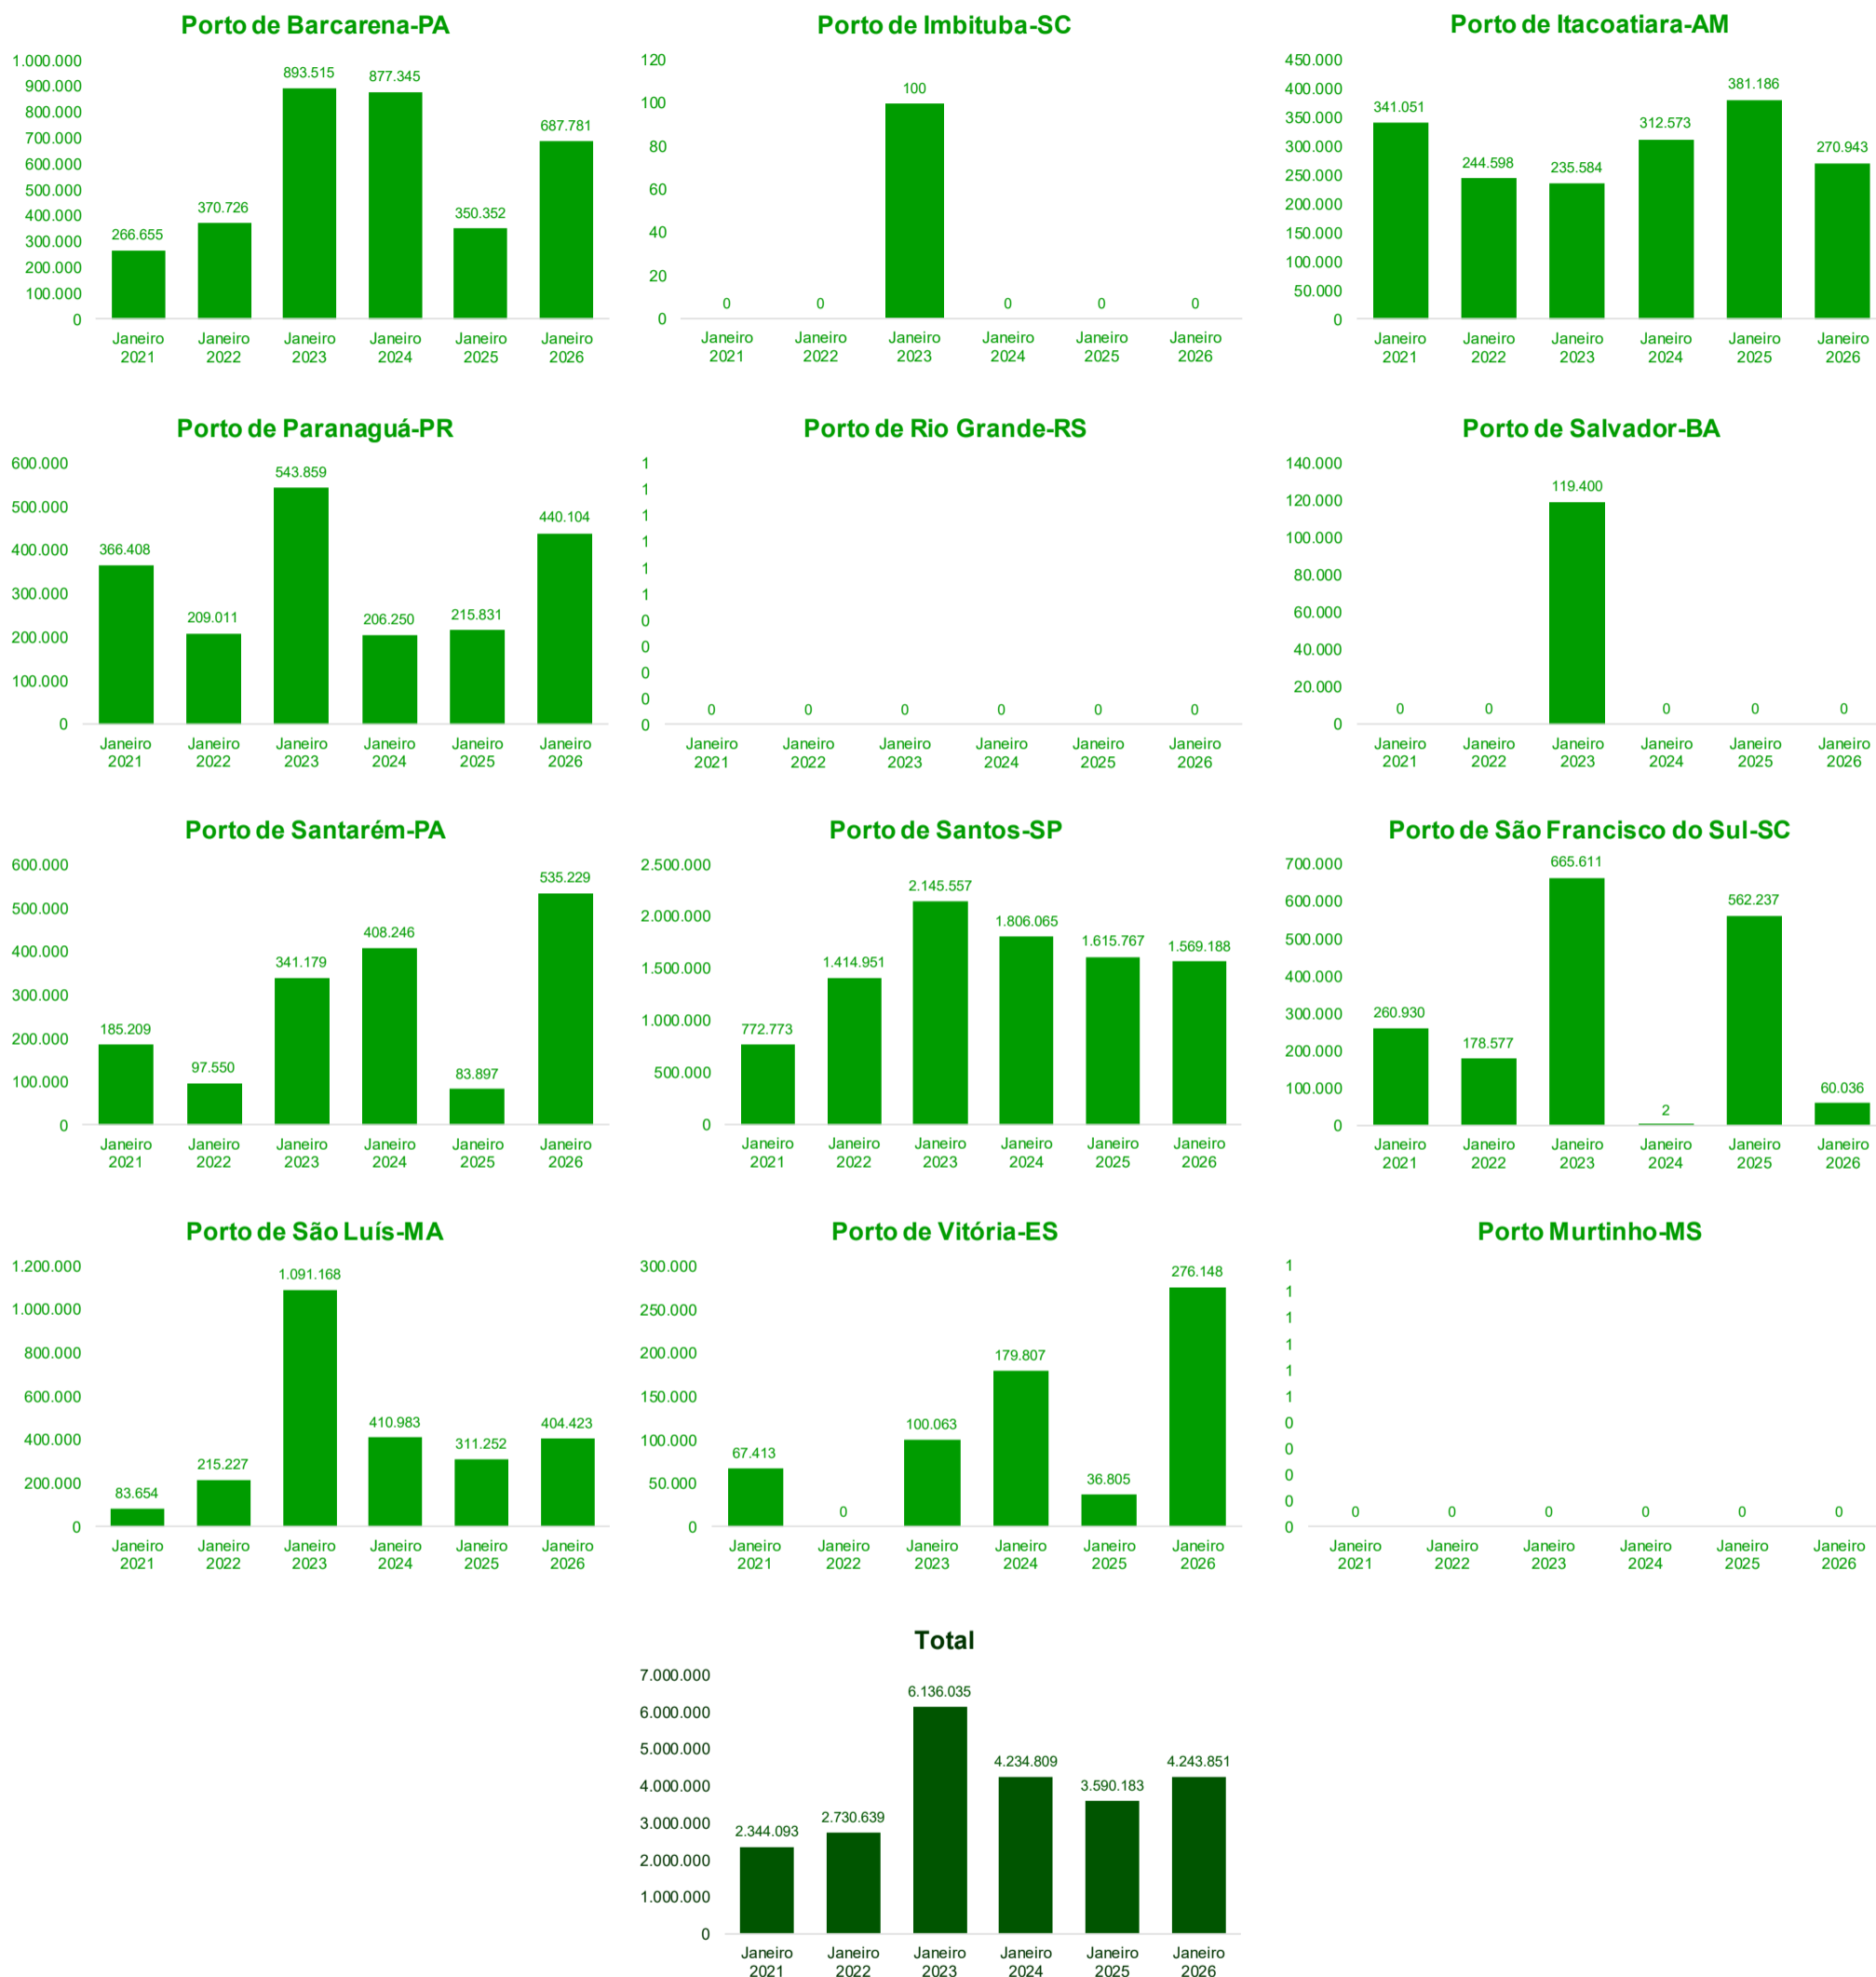 Porto de Barcarena-PA
1.000.000
900.000
800.000
700.000
600.000
500.000
400.000
300.000
200.000
100.000
0
266.655
370.726
893.515
877.345
350.352
687.781
Janeiro 2021
Janeiro 2022
Janeiro 2023
Janeiro 2024
Janeiro 2025
Janeiro 2026
Porto de Imbituba-SC
120
100
80
60
40
20
0
0
0
100
0
0
0
Janeiro 2021
Janeiro 2022
Janeiro 2023
Janeiro 2024
Janeiro 2025
Janeiro 2026
Porto de Itacoatiara-AM
450.000
400.000
350.000
300.000
250.000
200.000
150.000
100.000
50.000
0
341.051
244.598
235.584
312.573
381.186
270.943
Janeiro 2021
Janeiro 2022
Janeiro 2023
Janeiro 2024
Janeiro 2025
Janeiro 2026
Porto de Paranaguá-PR
600.000
500.000
400.000
300.000
200.000
100.000
0
366.408
209.011
543.859
206.250
215.831
440.104
Janeiro 2021
Janeiro 2022
Janeiro 2023
Janeiro 2024
Janeiro 2025
Janeiro 2026
Porto de Rio Grande-RS
1
1
1
1
1
1
0
0
0
0
0
0
0
0
0
0
0
Janeiro 2021
Janeiro 2022
Janeiro 2023
Janeiro 2024
Janeiro 2025
Janeiro 2026
Porto de Salvador-BA
140.000
120.000
100.000
80.000
60.000
40.000
20.000
0
0
0
119.400
0
0
0
Janeiro 2021
Janeiro 2022
Janeiro 2023
Janeiro 2024
Janeiro 2025
Janeiro 2026
Porto de Santarém-PA
600.000
500.000
400.000
300.000
200.000
100.000
0
185.209
97.550
341.179
408.246
83.897
535.229
Janeiro 2021
Janeiro 2022
Janeiro 2023
Janeiro 2024
Janeiro 2025
Janeiro 2026
Porto de Santos-SP
2.500.000
2.000.000
1.500.000
1.000.000
500.000
0
772.773
1.414.951
2.145.557
1.806.065
1.615.767
1.569.188
Janeiro 2021
Janeiro 2022
Janeiro 2023
Janeiro 2024
Janeiro 2025
Janeiro 2026
Porto de São Francisco do Sul-SC
700.000
600.000
500.000
400.000
300.000
200.000
100.000
0
260.930
178.577
665.611
2
562.237
60.036
Janeiro 2021
Janeiro 2022
Janeiro 2023
Janeiro 2024
Janeiro 2025
Janeiro 2026
Porto de São Luís-MA
1.200.000
1.000.000
800.000
600.000
400.000
200.000
0
83.654
215.227
1.091.168
410.983
311.252
404.423
Janeiro 2021
Janeiro 2022
Janeiro 2023
Janeiro 2024
Janeiro 2025
Janeiro 2026
Porto de Vitória-ES
300.000
250.000
200.000
150.000
100.000
50.000
0
67.413
0
100.063
179.807
36.805
276.148
Janeiro 2021
Janeiro 2022
Janeiro 2023
Janeiro 2024
Janeiro 2025
Janeiro 2026
Porto Murtinho-MS
1
1
1
1
1
1
0
0
0
0
0
0
0
0
0
0
0
Janeiro 2021
Janeiro 2022
Janeiro 2023
Janeiro 2024
Janeiro 2025
Janeiro 2026
Total
7.000.000
6.000.000
5.000.000
4.000.000
3.000.000
2.000.000
1.000.000
0
2.344.093
2.730.639
6.136.035
4.234.809
3.590.183
4.243.851
Janeiro 2021
Janeiro 2022
Janeiro 2023
Janeiro 2024
Janeiro 2025
Janeiro 2026